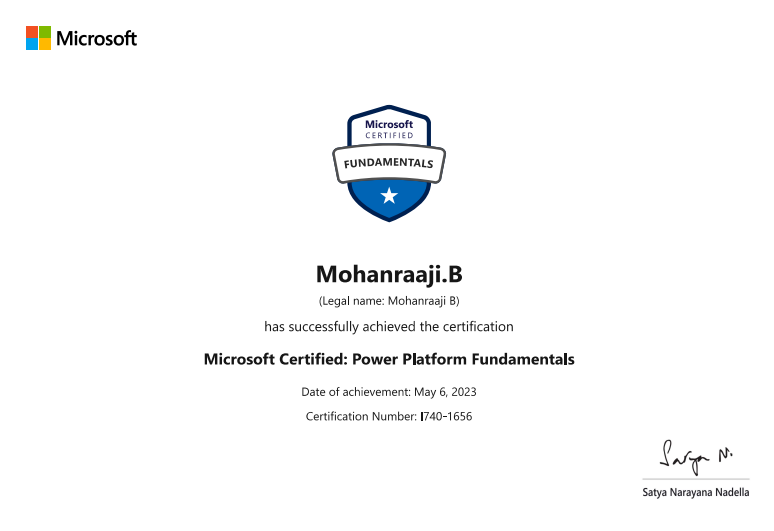 Microsoft
Microsoft
CERTIFIED
FUNDAMENTALS
Mohanraaji.B
(Legal name: Mohanraaji B)
has successfully achieved the certification
Microsoft Certified: Power Platform Fundamentals
Date of achievement: May 6, 2023
Certification Number: I740-1656
Satya N.
Satya Narayana Nadella